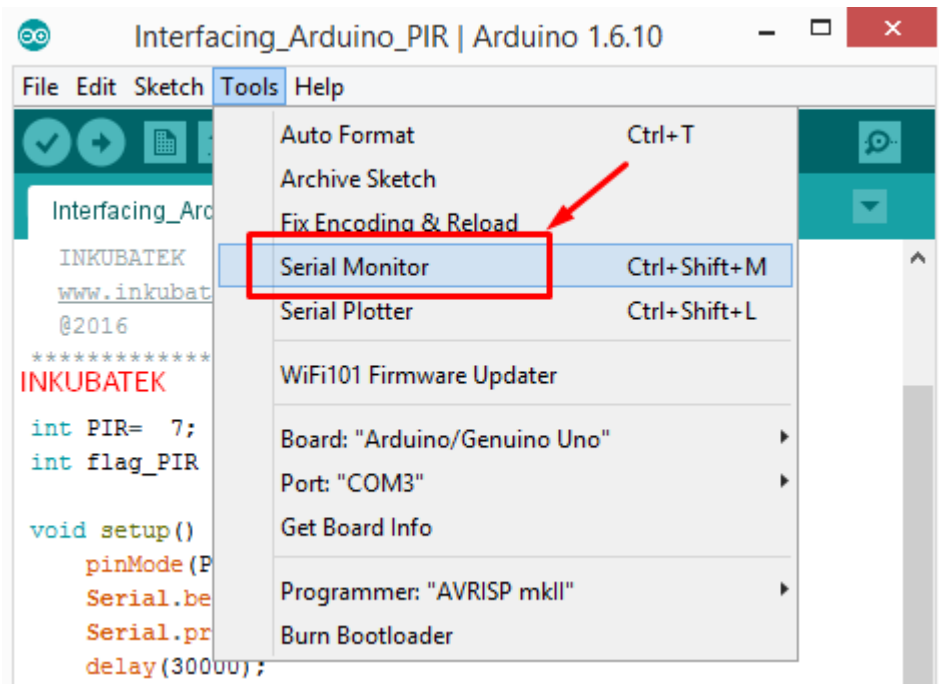 Interfacing_Arduino_PIR | Arduino 1.6.10
File Edit Sketch Tools Help
Interfacing_Arc
INKUBATEK
www.inkubat
@2016
*************
INKUBATEK
int PIR=  7;
int flag_PIR
void setup()
pinMode(P
Serial.be
Serial.pr
delay(30000);
Auto Format Ctrl+T
Archive Sketch
Fix Encoding & Reload
Serial Monitor Ctrl+Shift+M
Serial Plotter Ctrl+Shift+L
WiFi101 Firmware Updater
Board: "Arduino/Genuino Uno"
Port: "COM3"
Get Board Info
Programmer: "AVRISP mkII"
Burn Bootloader